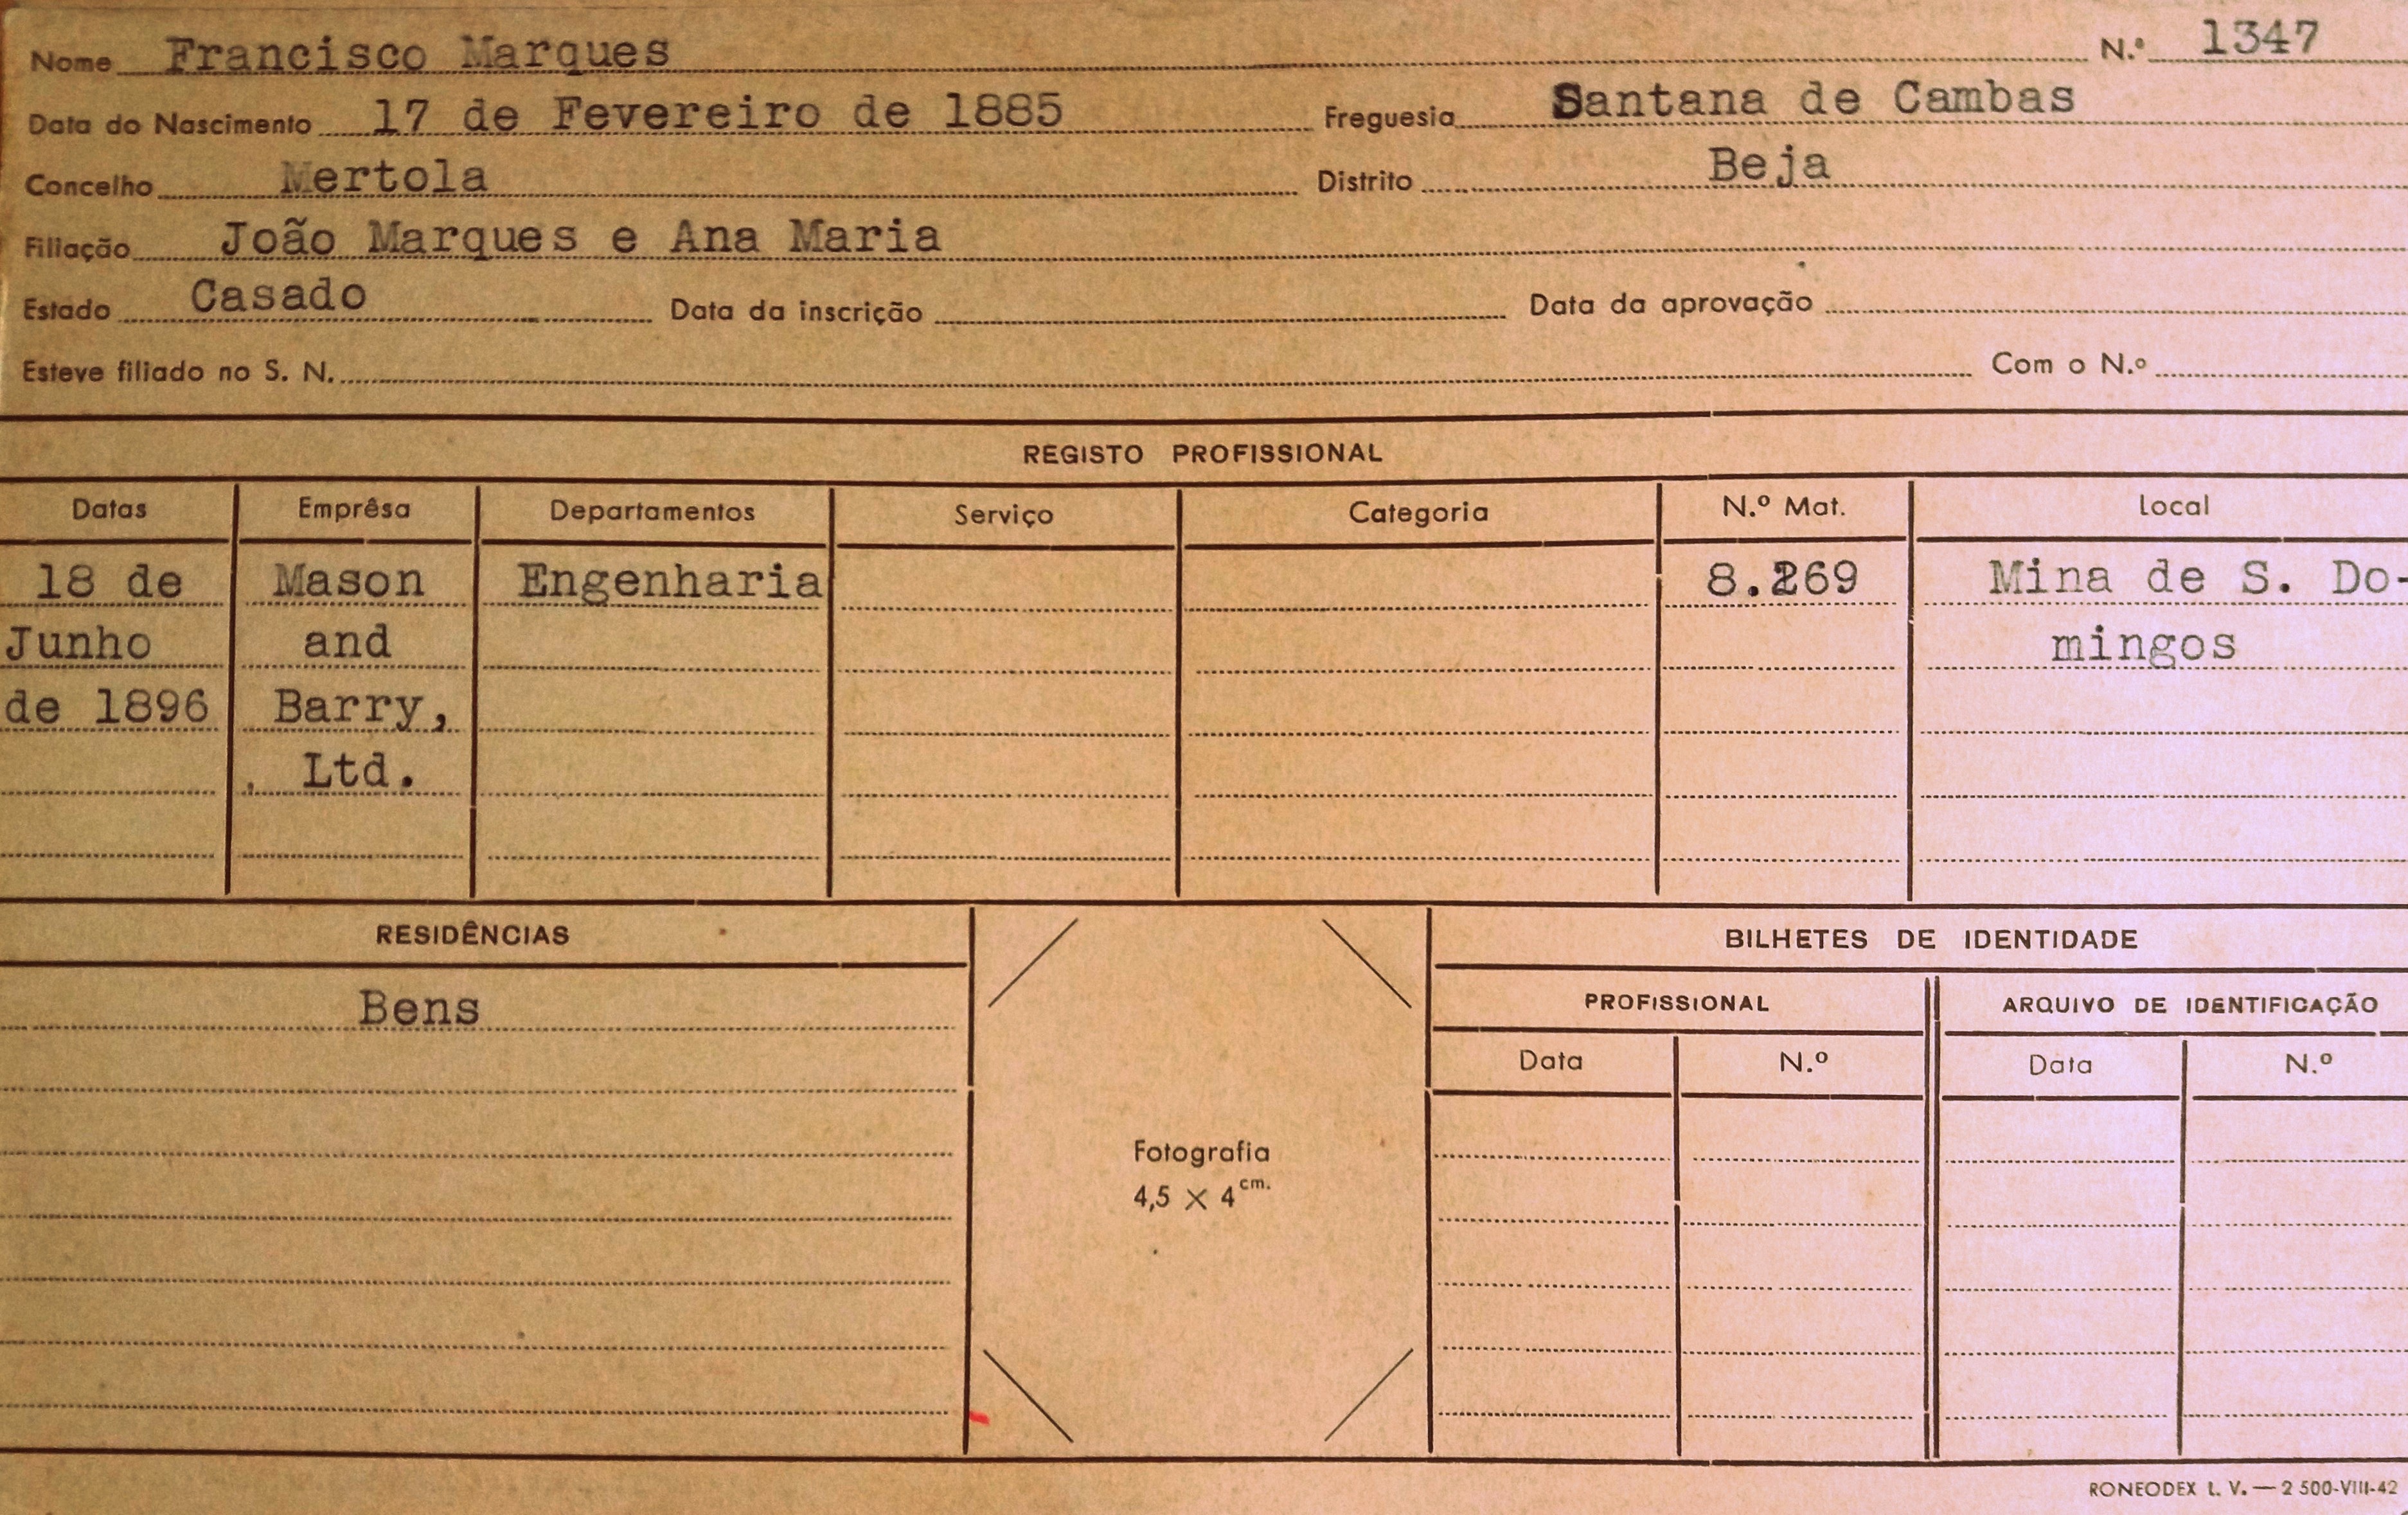 Nome Francisco Marques N.º 1347
Data do Nascimento 17 de Fevereiro de 1885 Freguesia Santana de Cambas
Concelho Mertola Distrito Beja
Filiação João Marques e Ana Maria
Estado Casado Data da inscrição Data da aprovação
Esteve filiado no S. N. Com o N.º
REGISTO PROFISSIONAL
Datas Emprêsa Departamentos Serviço Categoria N.º Mat. Local
18 de Mason Engenharia 8.269 Mina de S. Do-
Junho and mingos
de 1896 Barry,
Ltd.
RESIDÊNCIAS BILHETES DE IDENTIDADE
Bens PROFISSIONAL ARQUIVO DE IDENTIFICAÇÃO
Data N.º Data N.º
Fotografia
4,5 × 4 cm.
RONEODEX L. V. — 2 500-VIII-42